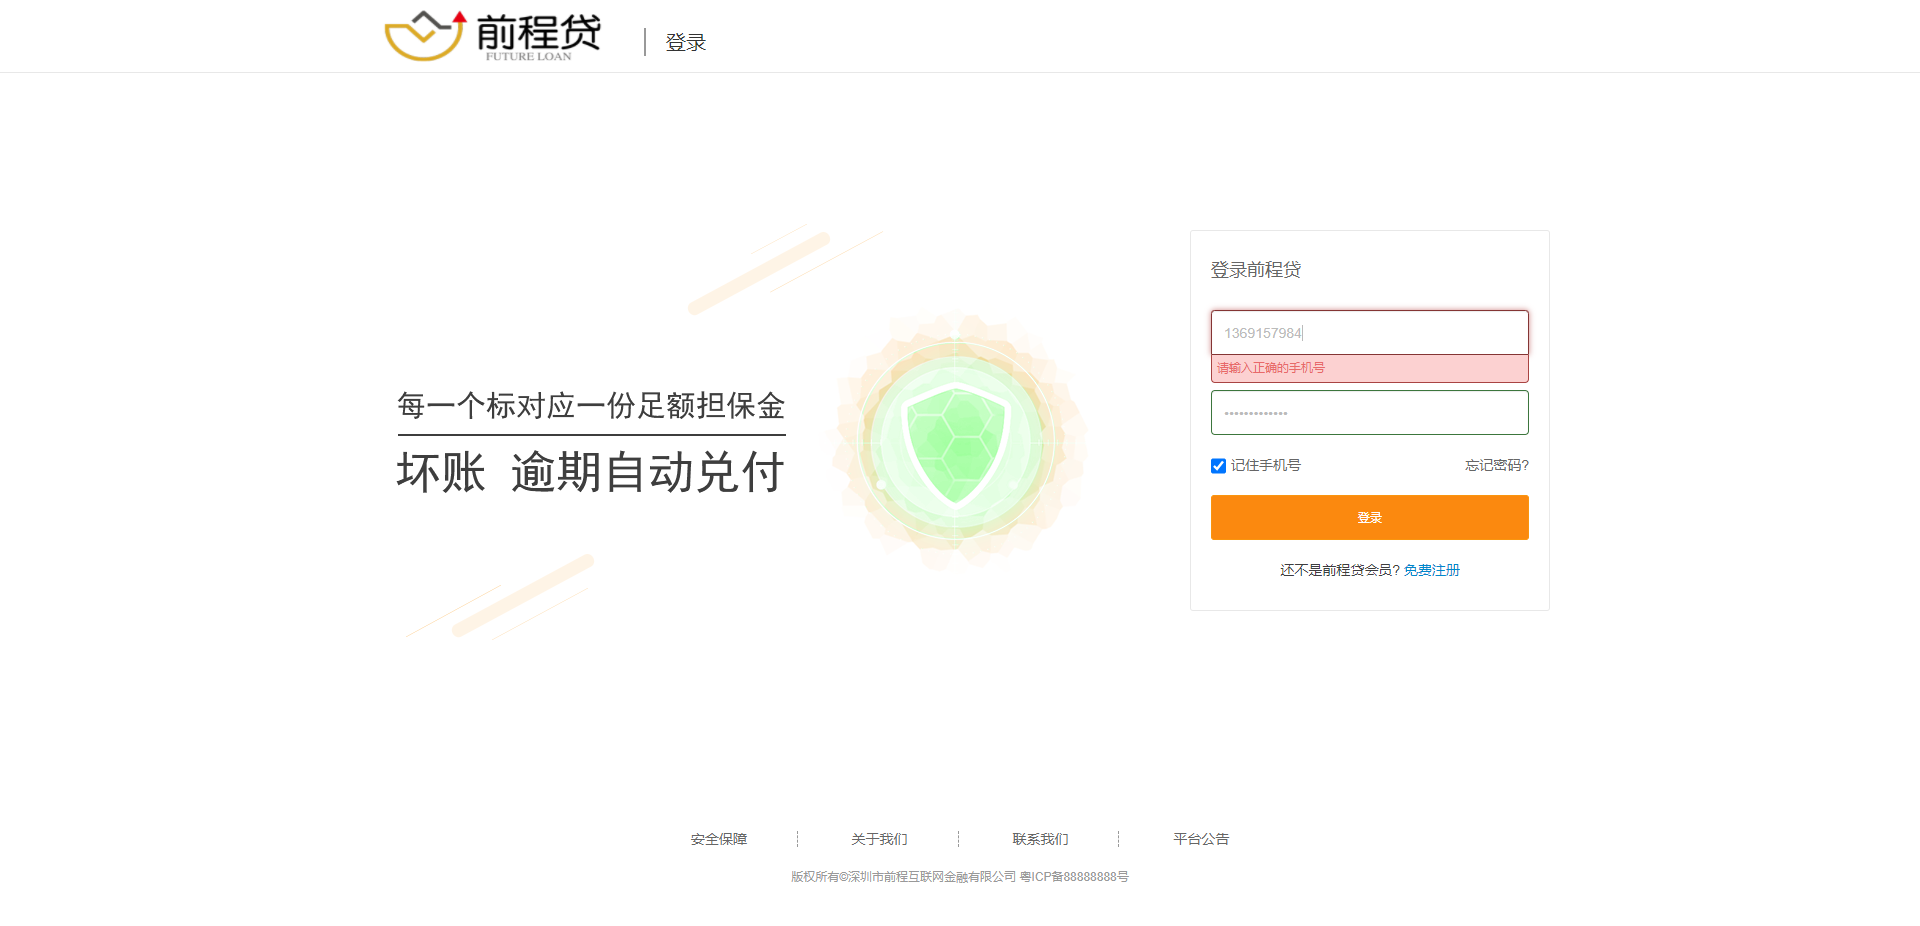 前程贷
FUTURE LOAN
登录
每一个标对应一份足额担保金
坏账 逾期自动兑付
登录前程贷
1369157984
请输入正确的手机号
•••••••••••••
记住手机号
忘记密码?
登录
还不是前程贷会员? 免费注册
安全保障
关于我们
联系我们
平台公告
版权所有©深圳市前程互联网金融有限公司 粤ICP备88888888号